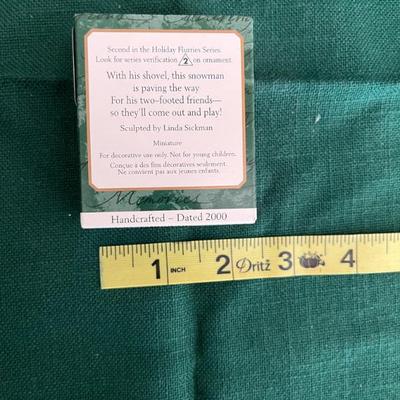 Second in the Holiday Flurries Series.
Look for series verification 2 on ornament.
With his shovel, this snowman
is paving the way
For his two-footed friends—
so they'll come out and play!
Sculpted by Linda Sickman
Miniature
For decorative use only. Not for young children.
Conçue à des fins décoratives seulement.
Ne convient pas aux jeunes enfants.
Memories
Handcrafted – Dated 2000
1 INCH 2 Dritz 3 4